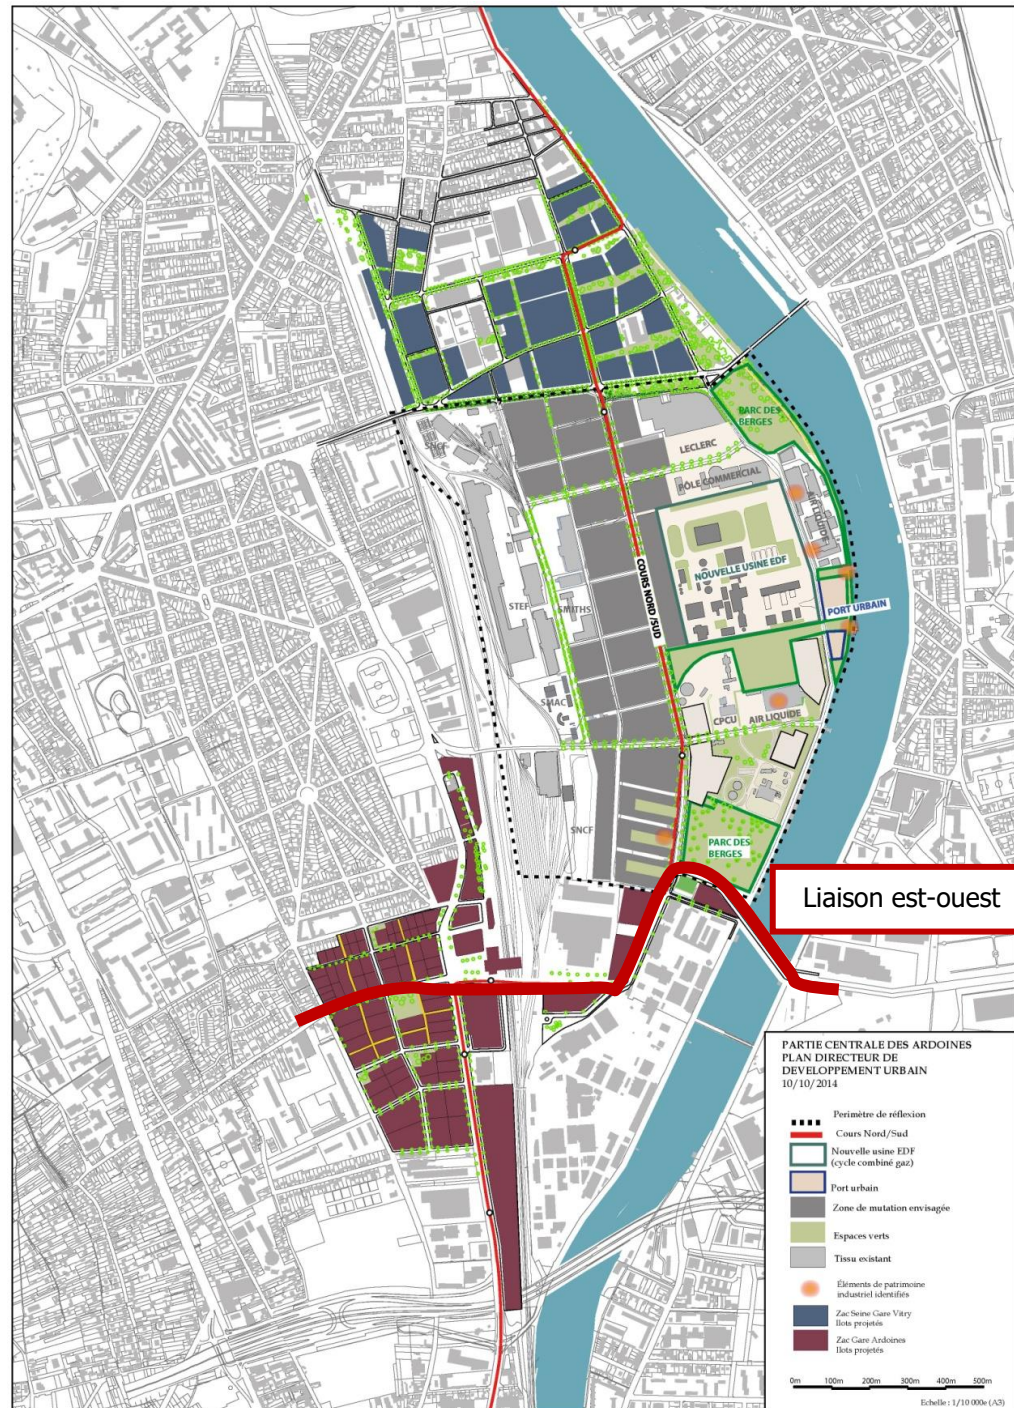 PARC DES
BERGES
SNCF
LECLERC
PÔLE COMMERCIAL
AIR LIQUIDE
NOUVELLE USINE EDF
COURS NORD /SUD
PORT URBAIN
STEF
SMITHS
SMAC
CPCU
AIR LIQUIDE
SNCF
PARC DES
BERGES
Liaison est-ouest
PARTIE CENTRALE DES ARDOINES
PLAN DIRECTEUR DE
DEVELOPPEMENT URBAIN
10/10/2014
Perimètre de réflexion
Cours Nord/Sud
Nouvelle usine EDF
(cycle combiné gaz)
Port urbain
Zone de mutation envisagée
Espaces verts
Tissu existant
Éléments de patrimoine
industriel identifiés
Zac Seine Gare Vitry
Ilots projetés
Zac Gare Ardoines
Ilots projetés
0m 100m 200m 300m 400m 500m
Echelle : 1/10 000e (A3)